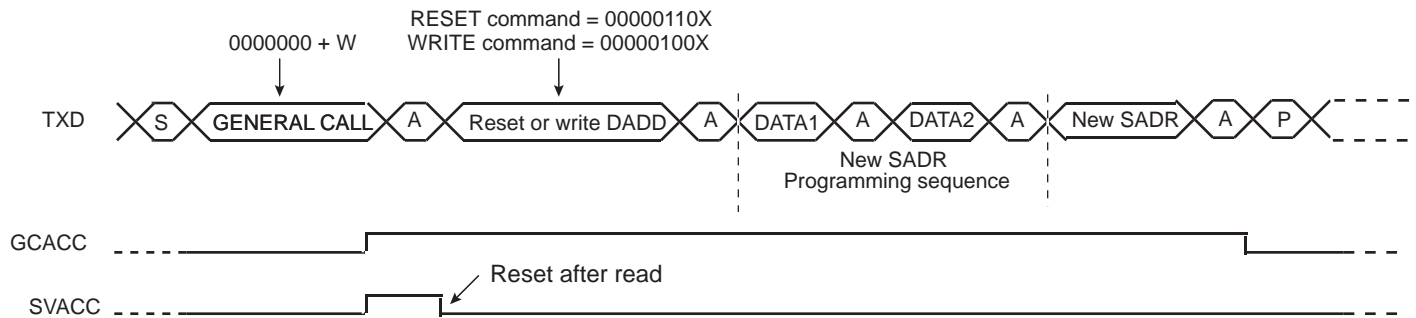 RESET command = 00000110X
0000000 + W
WRITE command = 00000100X
TXD
S
GENERAL CALL
A
Reset or write DADD
A
DATA1
A
DATA2
A
New SADR
A
P
New SADR
Programming sequence
GCACC
Reset after read
SVACC